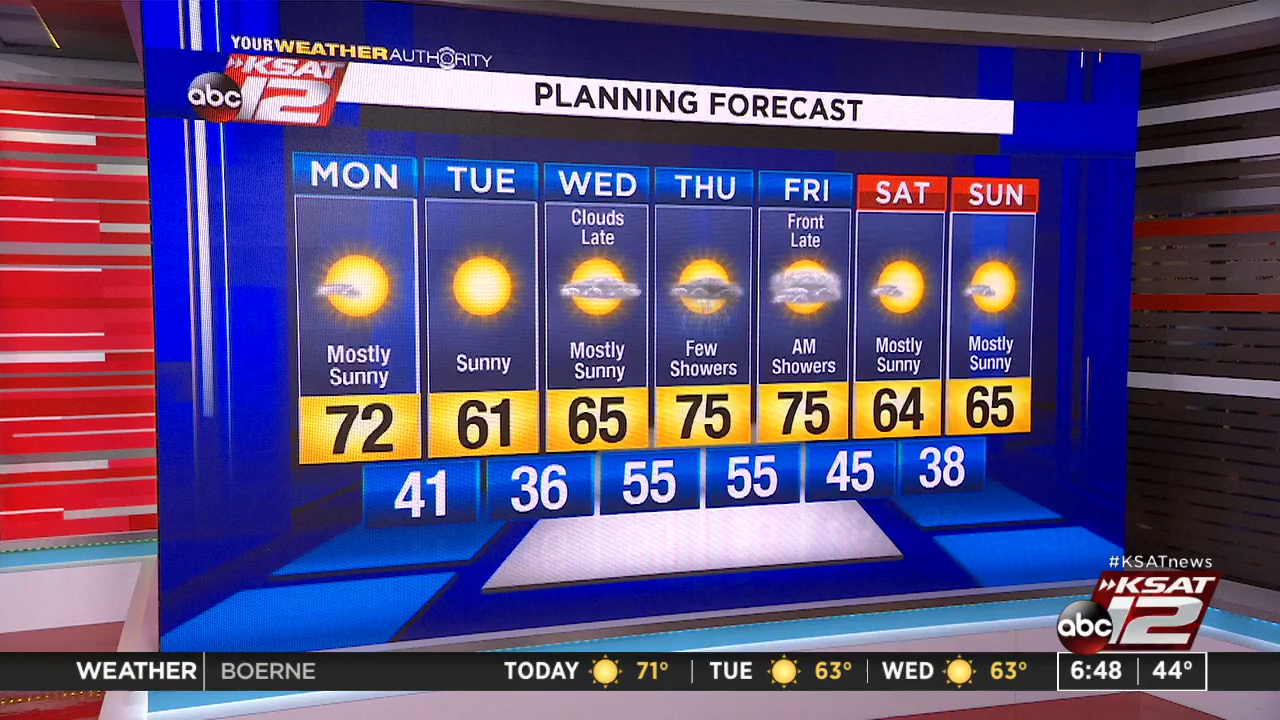 YOURWEATHERAUTHORITY
KSAT
abc 12
PLANNING FORECAST
MON TUE WED THU FRI SAT SUN
Clouds Late
Front Late
Mostly Sunny
Sunny
Mostly Sunny
Few Showers
AM Showers
Mostly Sunny
Mostly Sunny
72 61 65 75 75 64 65
41 36 55 55 45 38
#KSATnews
KSAT
abc 12
WEATHER BOERNE TODAY 71° TUE 63° WED 63° 6:48 44°